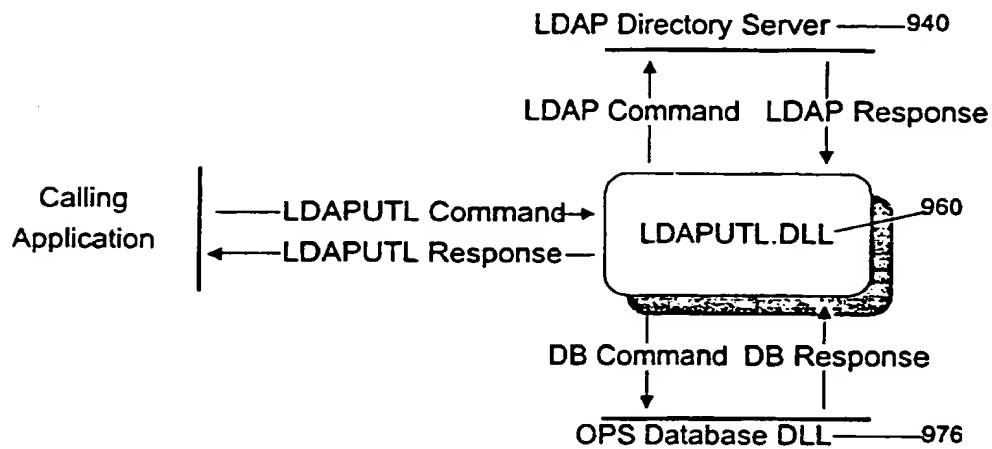 LDAP Directory Server 940
LDAP Command LDAP Response
Calling
Application
LDAPUTL Command
LDAPUTL Response
LDAPUTL.DLL 960
DB Command DB Response
OPS Database DLL 976